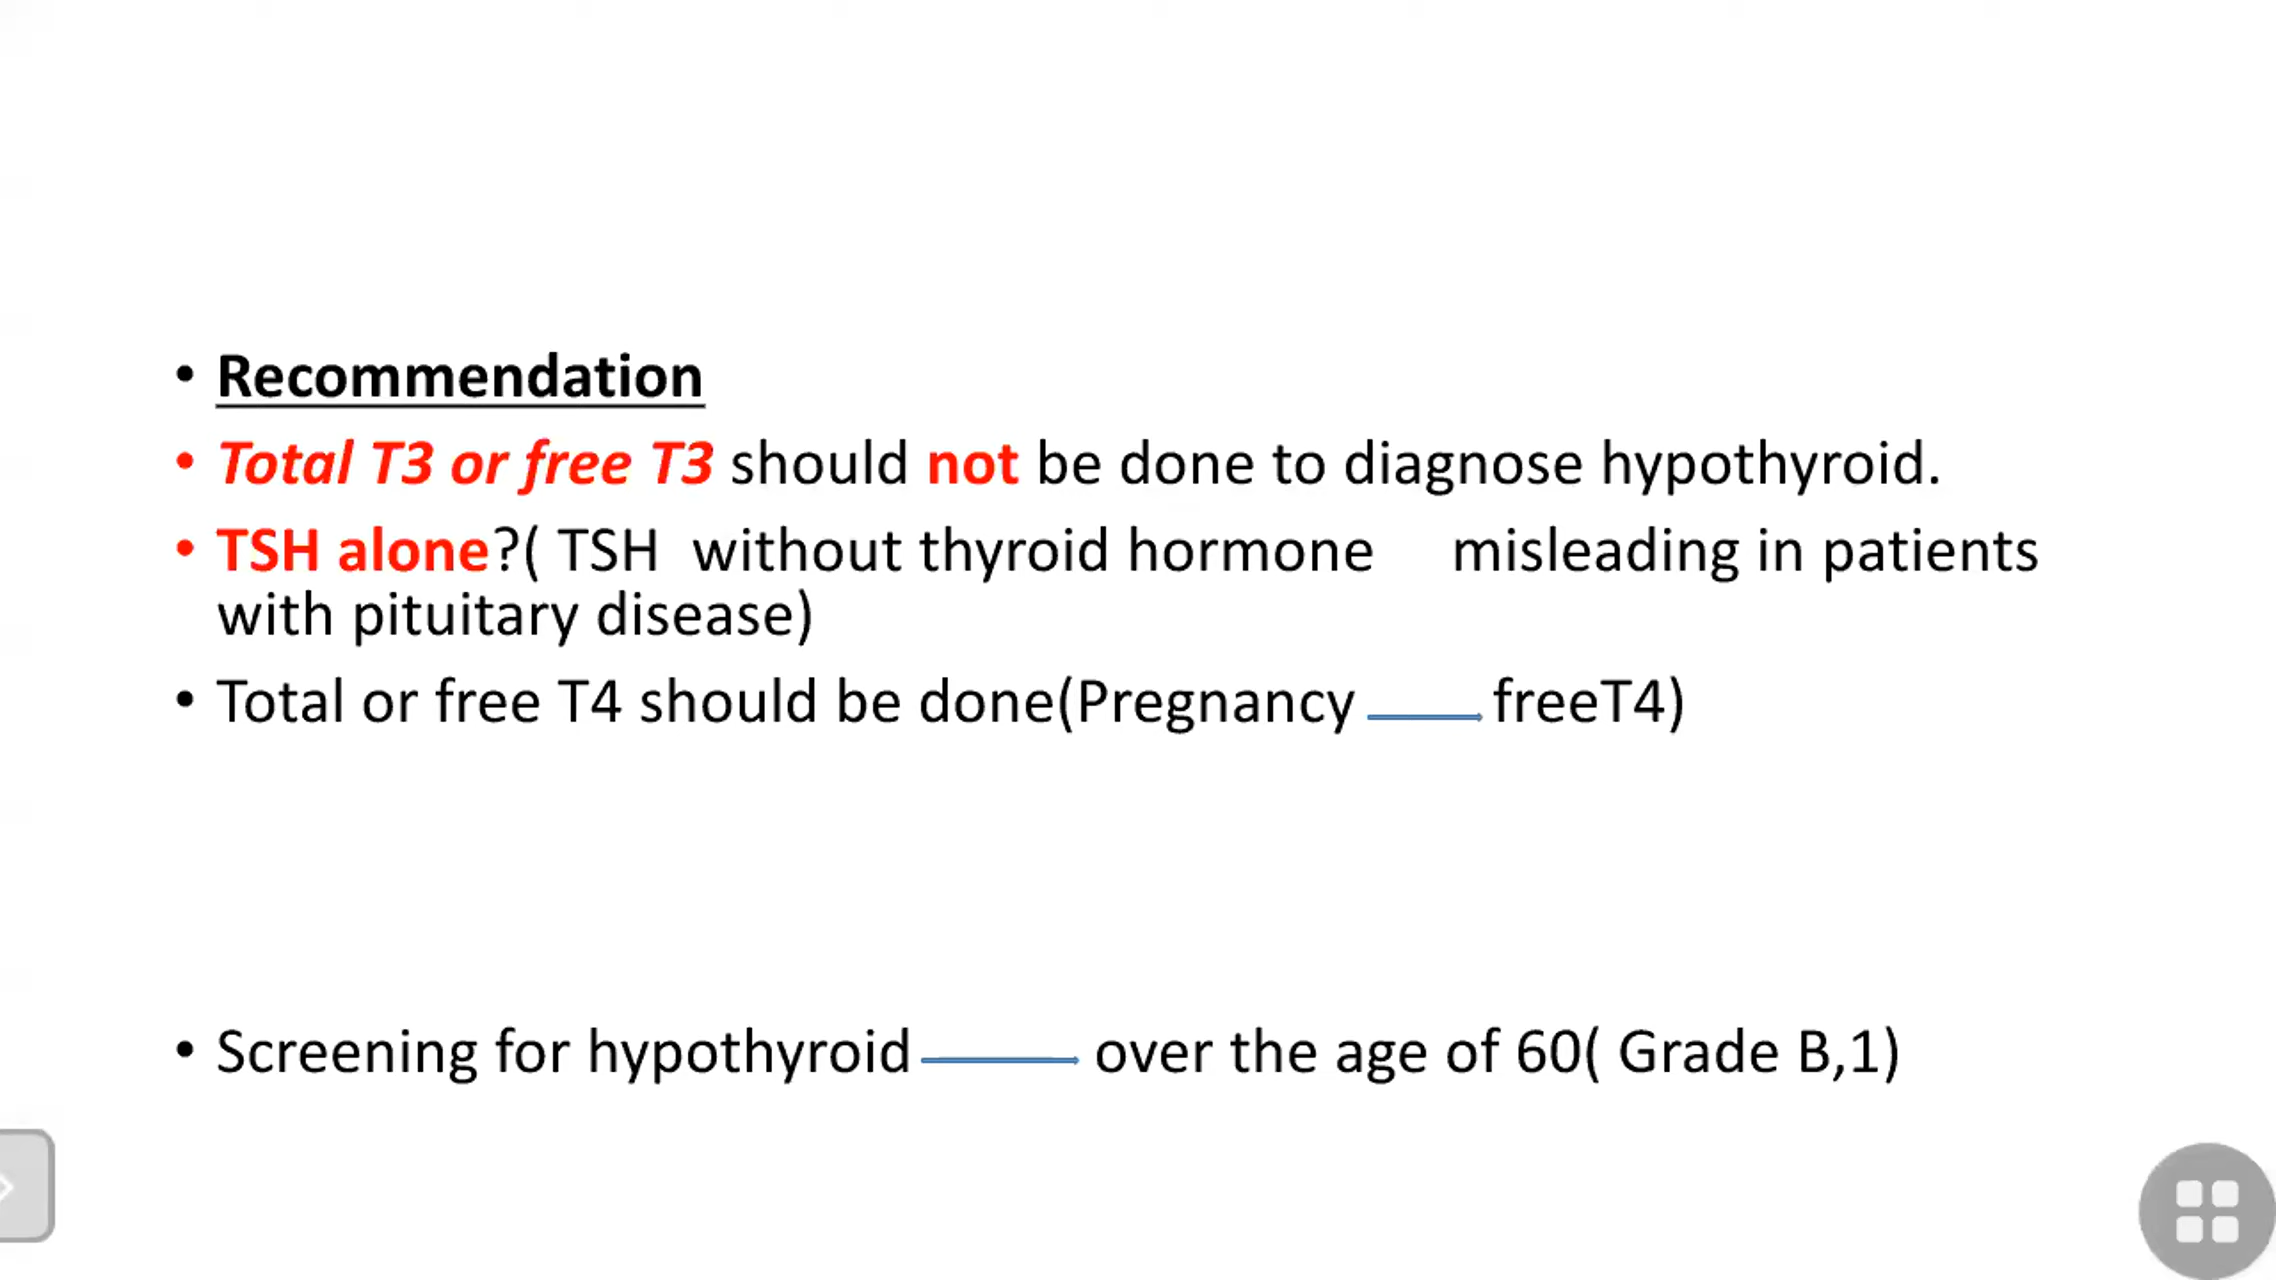 • Recommendation
• Total T3 or free T3 should not be done to diagnose hypothyroid.
• TSH alone?( TSH  without thyroid hormone    misleading in patients
with pituitary disease)
• Total or free T4 should be done(Pregnancy freeT4)
• Screening for hypothyroid over the age of 60( Grade B,1)